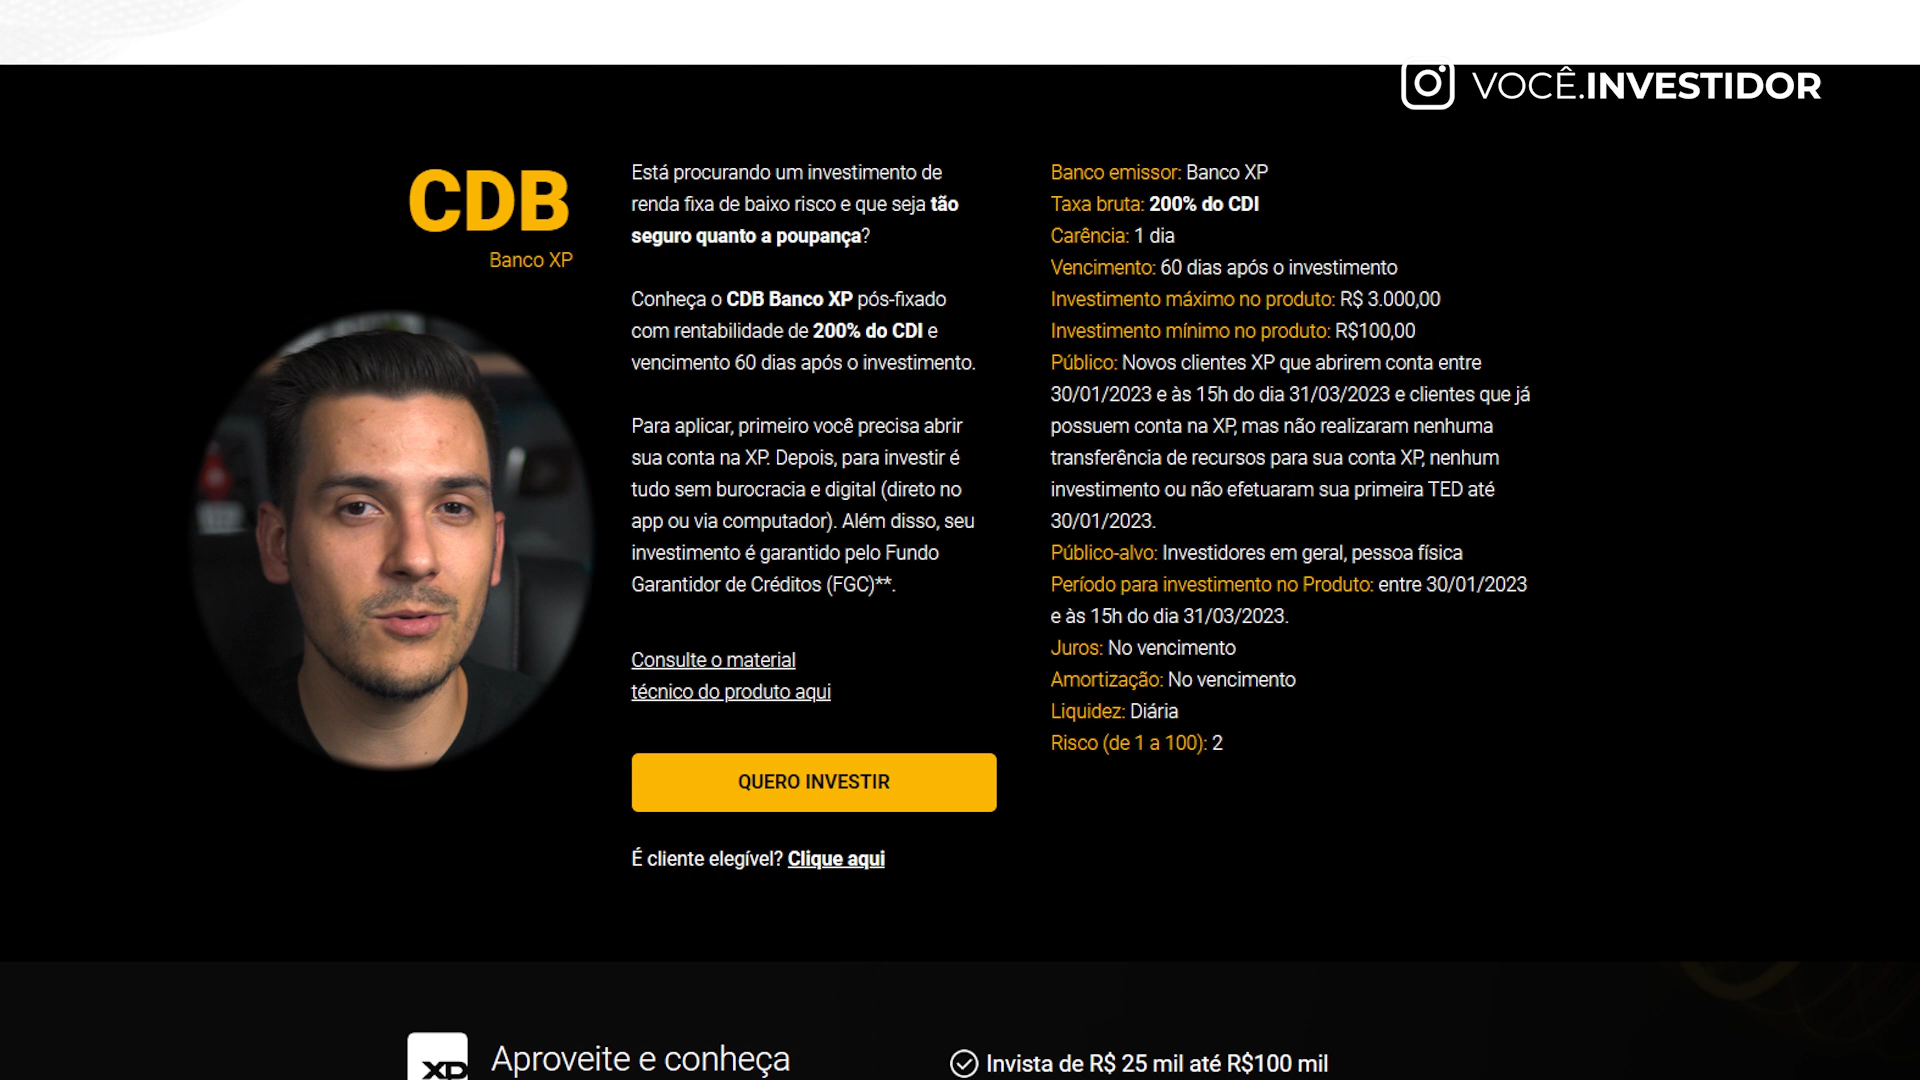 VOCÊ.INVESTIDOR
CDB
Banco XP
Está procurando um investimento de
renda fixa de baixo risco e que seja tão
seguro quanto a poupança?
Conheça o CDB Banco XP pós-fixado
com rentabilidade de 200% do CDI e
vencimento 60 dias após o investimento.
Para aplicar, primeiro você precisa abrir
sua conta na XP. Depois, para investir é
tudo sem burocracia e digital (direto no
app ou via computador). Além disso, seu
investimento é garantido pelo Fundo
Garantidor de Créditos (FGC)**.
Consulte o material
técnico do produto aqui
QUERO INVESTIR
É cliente elegível? Clique aqui
Banco emissor: Banco XP
Taxa bruta: 200% do CDI
Carência: 1 dia
Vencimento: 60 dias após o investimento
Investimento máximo no produto: R$ 3.000,00
Investimento mínimo no produto: R$100,00
Público: Novos clientes XP que abrirem conta entre
30/01/2023 e às 15h do dia 31/03/2023 e clientes que já
possuem conta na XP, mas não realizaram nenhuma
transferência de recursos para sua conta XP, nenhum
investimento ou não efetuaram sua primeira TED até
30/01/2023.
Público-alvo: Investidores em geral, pessoa física
Período para investimento no Produto: entre 30/01/2023
e às 15h do dia 31/03/2023.
Juros: No vencimento
Amortização: No vencimento
Liquidez: Diária
Risco (de 1 a 100): 2
XP
Aproveite e conheça
Invista de R$ 25 mil até R$100 mil